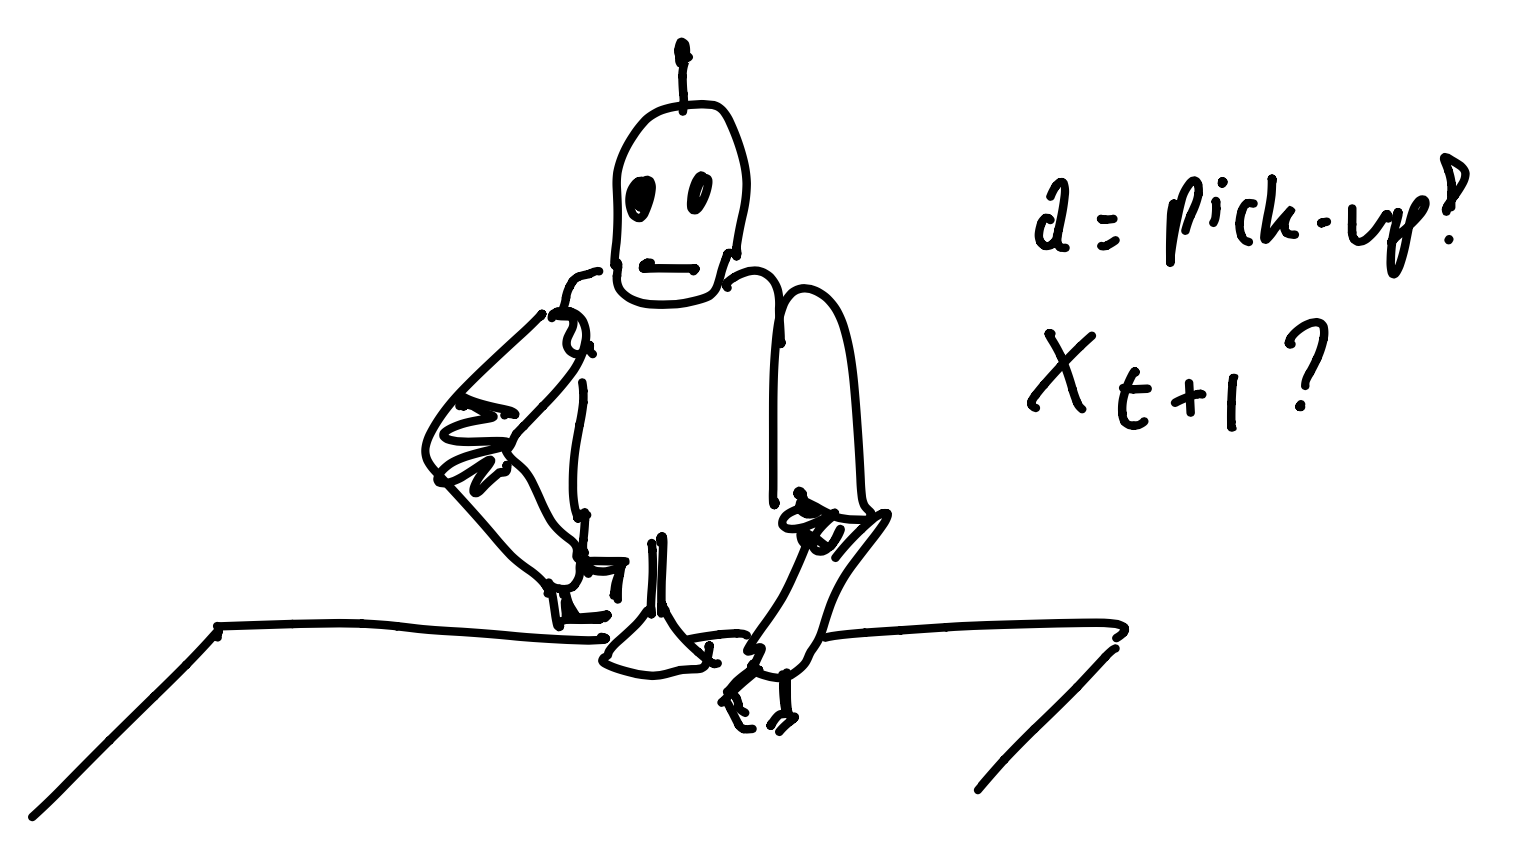 a = pick-up?
X t+1 ?